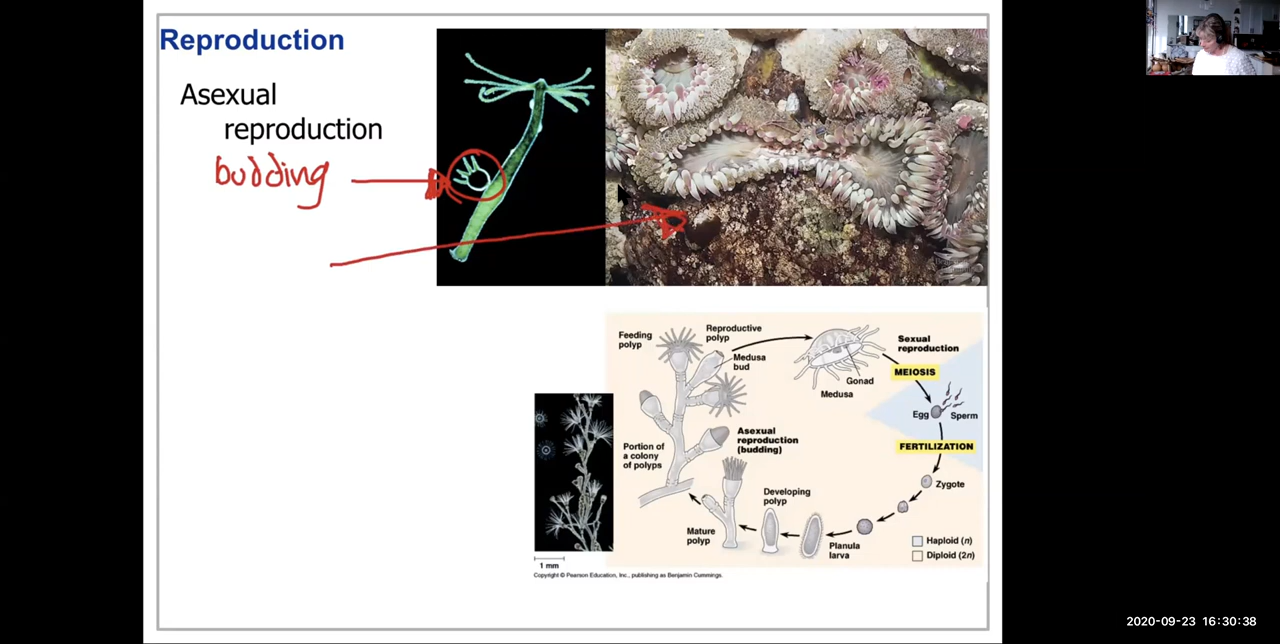 Reproduction
Asexual
reproduction
budding
Feeding
polyp
Reproductive
polyp
Medusa
bud
Gonad
Medusa
Sexual
reproduction
MEIOSIS
Egg
Sperm
FERTILIZATION
Zygote
Portion of
a colony
of polyps
Asexual
reproduction
(budding)
Developing
polyp
Mature
polyp
Planula
larva
Haploid (n)
Diploid (2n)
1 mm
Copyright © Pearson Education, Inc., publishing as Benjamin Cummings.
2020-09-23 16:30:38